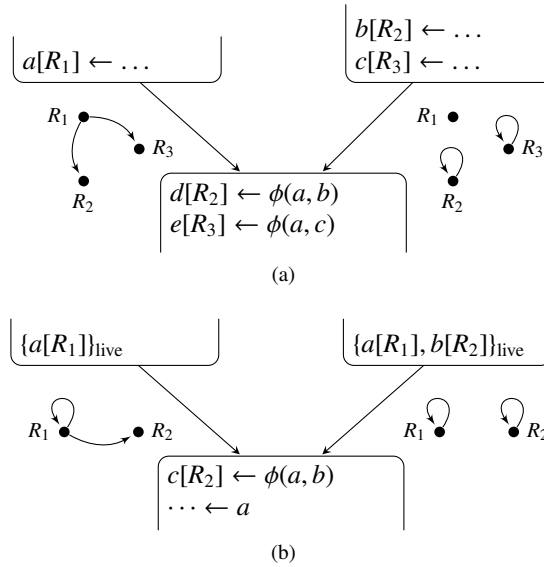 a[R₁] ← …
b[R₂] ← …
c[R₃] ← …
R₁
R₃
R₂
R₁
R₃
R₂
d[R₂] ← ϕ(a, b)
e[R₃] ← ϕ(a, c)
(a)
{a[R₁]}live
{a[R₁], b[R₂]}live
R₁
R₂
R₁
R₂
c[R₂] ← ϕ(a, b)
⋯ ← a
(b)